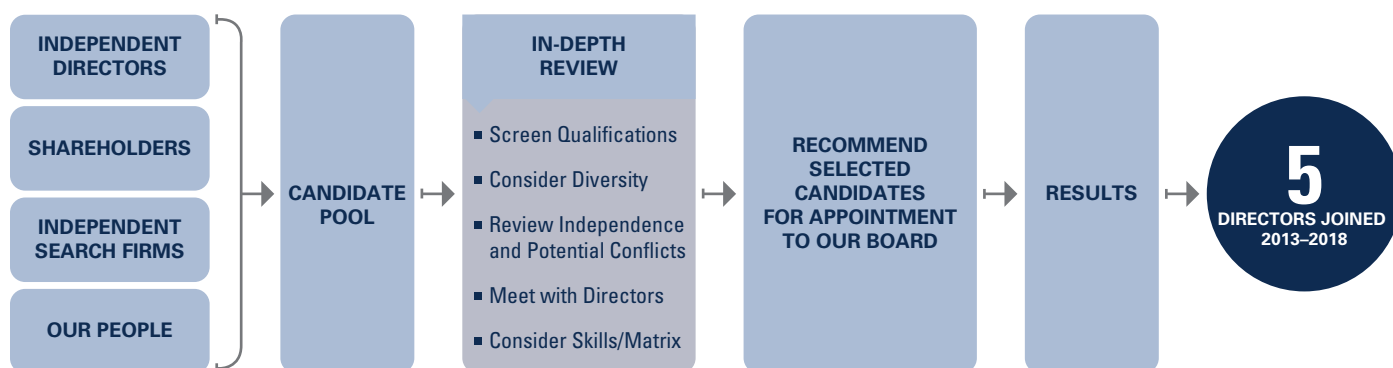 INDEPENDENT
DIRECTORS
SHAREHOLDERS
INDEPENDENT
SEARCH FIRMS
OUR PEOPLE
CANDIDATE
POOL
IN-DEPTH
REVIEW
▪ Screen Qualifications
▪ Consider Diversity
▪ Review Independence
and Potential Conflicts
▪ Meet with Directors
▪ Consider Skills/Matrix
RECOMMEND
SELECTED
CANDIDATES
FOR APPOINTMENT
TO OUR BOARD
RESULTS
5
DIRECTORS JOINED
2013–2018